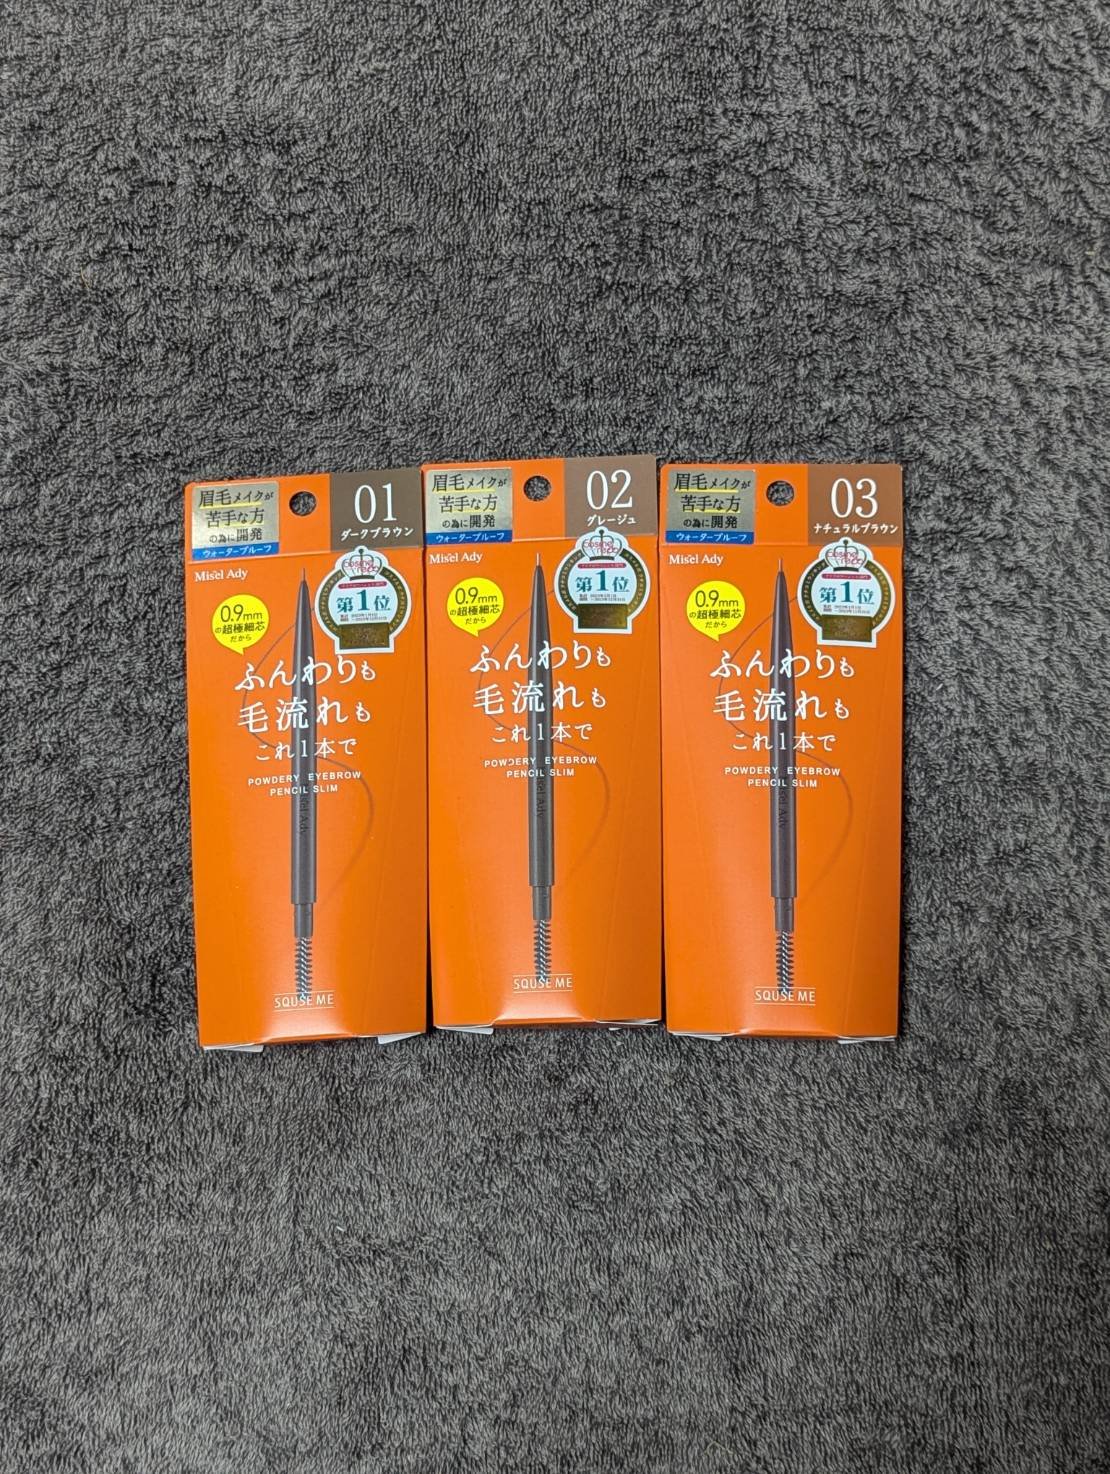 眉毛メイクが
苦手な方
の為に開発
ウォータープルーフ
01
ダークブラウン
Misel Ady
第1位
0.9mm
の超極細芯
だから
ふんわりも
毛流れも
これ1本で
POWDERY EYEBROW
PENCIL SLIM
SQUSE ME
眉毛メイクが
苦手な方
の為に開発
ウォータープルーフ
02
グレージュ
Misel Ady
第1位
0.9mm
の超極細芯
だから
ふんわりも
毛流れも
これ1本で
POWDERY EYEBROW
PENCIL SLIM
SQUSE ME
眉毛メイクが
苦手な方
の為に開発
ウォータープルーフ
03
ナチュラルブラウン
Misel Ady
第1位
0.9mm
の超極細芯
だから
ふんわりも
毛流れも
これ1本で
POWDERY EYEBROW
PENCIL SLIM
SQUSE ME